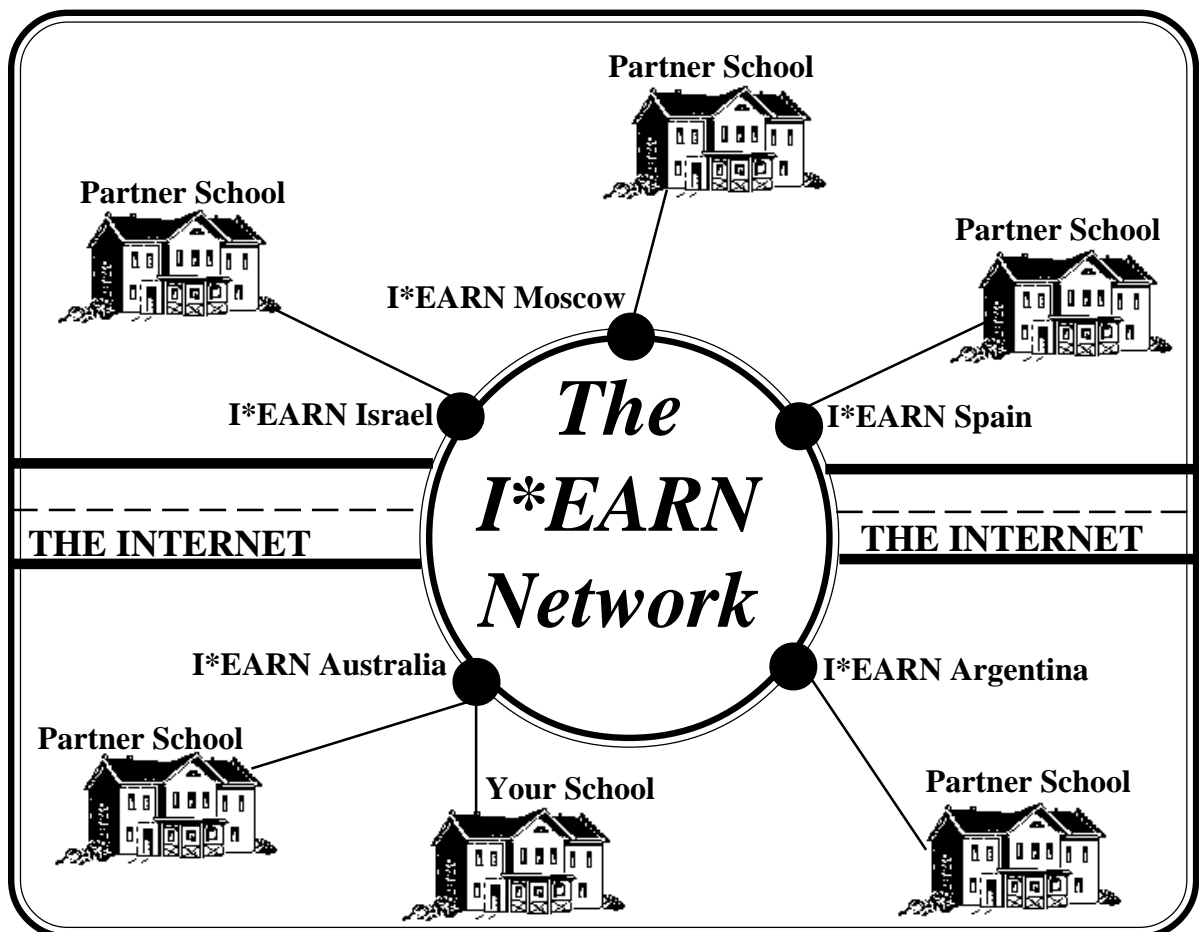 Partner School
Partner School
Partner School
I*EARN Moscow
I*EARN Israel
I*EARN Spain
The
I*EARN
Network
THE INTERNET
THE INTERNET
I*EARN Australia
I*EARN Argentina
Partner School
Your School
Partner School